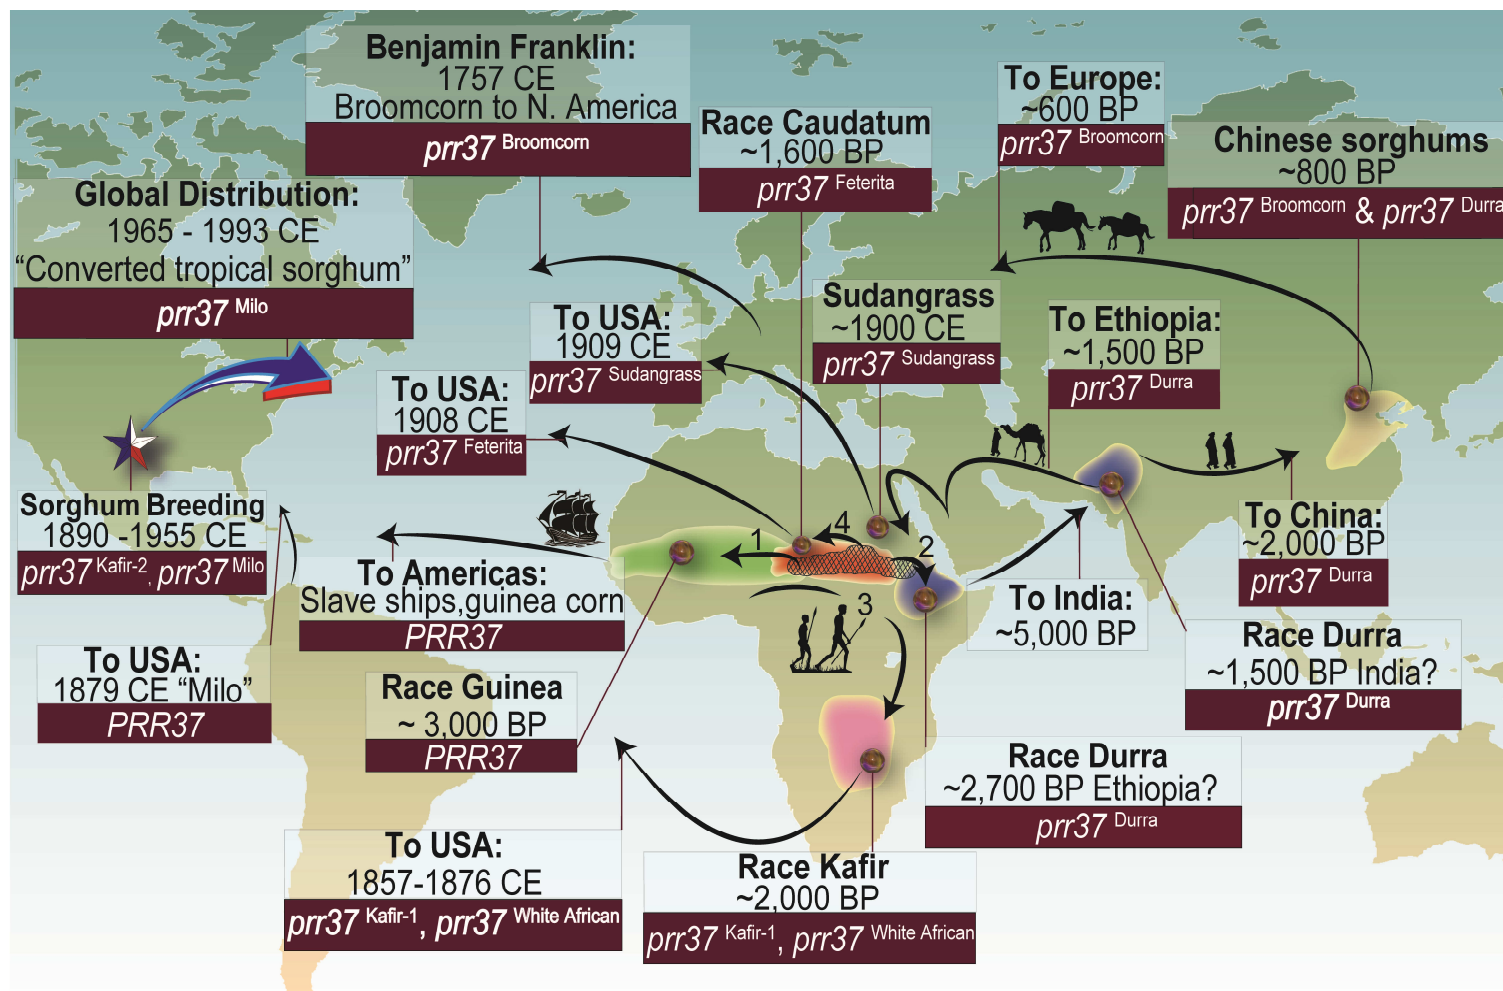 Benjamin Franklin:
1757 CE
Broomcorn to N. America
prr37 Broomcorn
Global Distribution:
1965 - 1993 CE
“Converted tropical sorghum”
prr37 Milo
Race Caudatum
~1,600 BP
prr37 Feterita
To Europe:
~600 BP
prr37 Broomcorn
Chinese sorghums
~800 BP
prr37 Broomcorn & prr37 Durra
To USA:
1909 CE
prr37 Sudangrass
Sudangrass
~1900 CE
prr37 Sudangrass
To Ethiopia:
~1,500 BP
prr37 Durra
To USA:
1908 CE
prr37 Feterita
Sorghum Breeding
1890 -1955 CE
prr37 Kafir-2, prr37 Milo
To China:
~2,000 BP
prr37 Durra
1
4
2
3
To Americas:
Slave ships,guinea corn
PRR37
To India:
~5,000 BP
Race Durra
~1,500 BP India?
prr37 Durra
To USA:
1879 CE “Milo”
PRR37
Race Guinea
~ 3,000 BP
PRR37
Race Durra
~2,700 BP Ethiopia?
prr37 Durra
To USA:
1857-1876 CE
prr37 Kafir-1, prr37 White African
Race Kafir
~2,000 BP
prr37 Kafir-1, prr37 White African